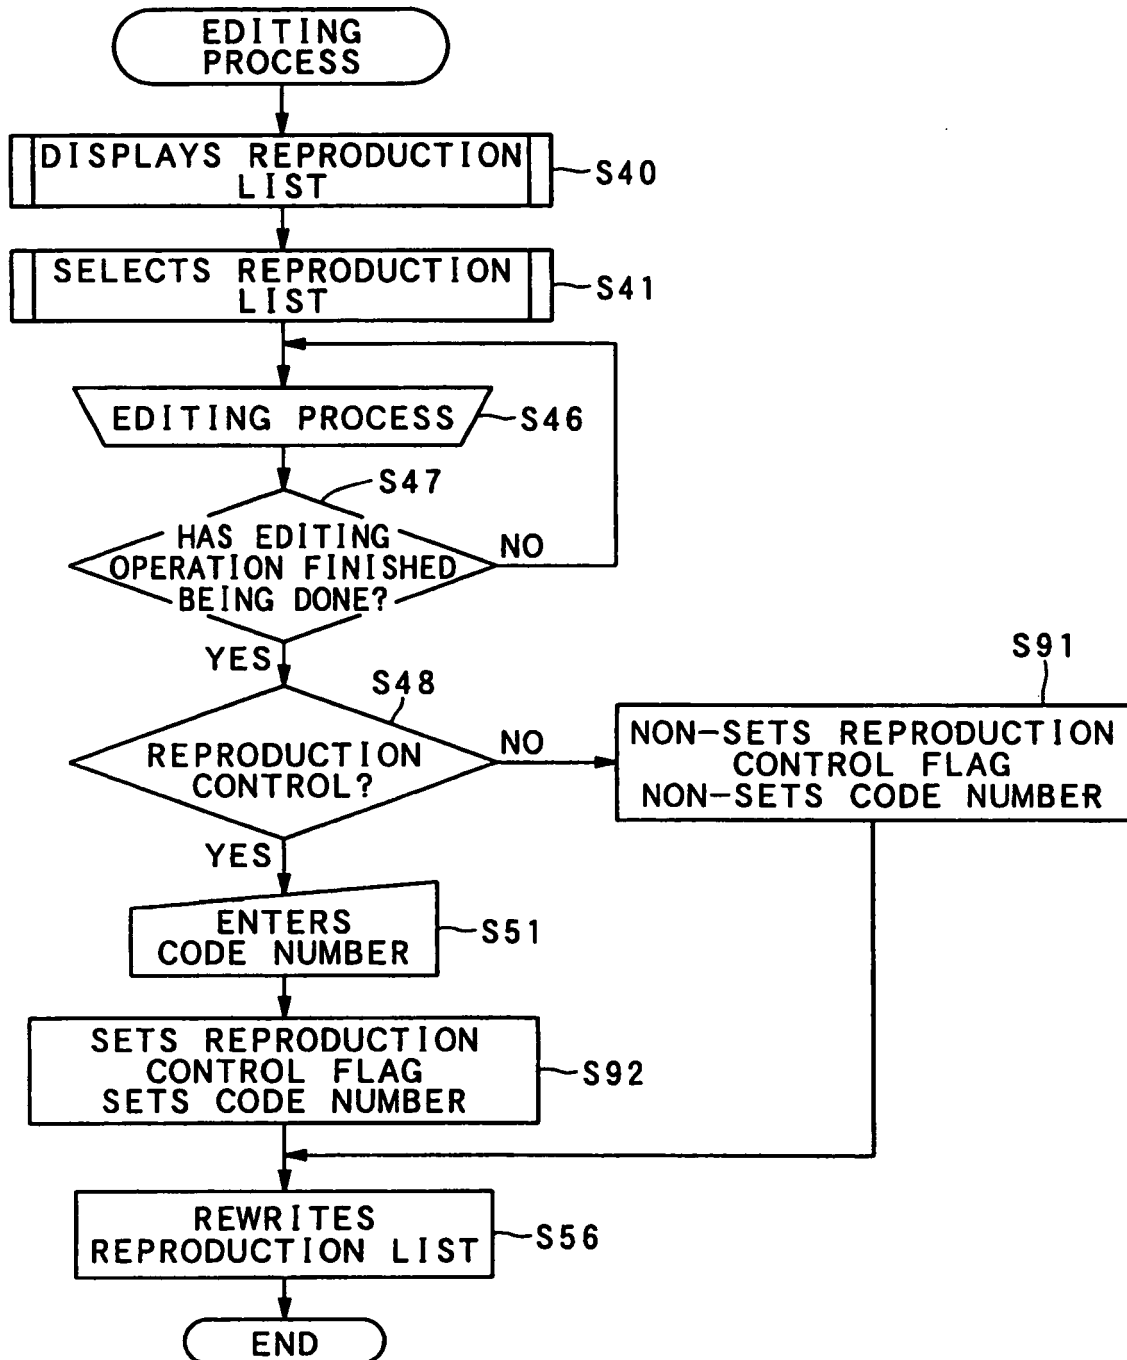 EDITING
PROCESS
DISPLAYS REPRODUCTION
LIST
S40
SELECTS REPRODUCTION
LIST
S41
EDITING PROCESS
S46
S47
HAS EDITING
OPERATION FINISHED
BEING DONE?
NO
YES
S48
REPRODUCTION
CONTROL?
NO
S91
NON-SETS REPRODUCTION
CONTROL FLAG
NON-SETS CODE NUMBER
YES
ENTERS
CODE NUMBER
S51
SETS REPRODUCTION
CONTROL FLAG
SETS CODE NUMBER
S92
REWRITES
REPRODUCTION LIST
S56
END